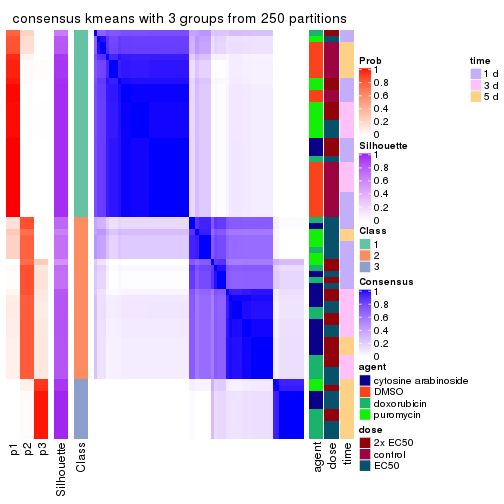 consensus kmeans with 3 groups from 250 partitions
Prob
1
0.8
0.6
0.4
0.2
0
Silhouette
1
0.8
0.6
0.4
0.2
0
Class
1
2
3
Consensus
1
0.8
0.6
0.4
0.2
0
agent
cytosine arabinoside
DMSO
doxorubicin
puromycin
dose
2x EC50
control
EC50
time
1 d
3 d
5 d
p1
p2
p3
Silhouette
Class
agent
dose
time